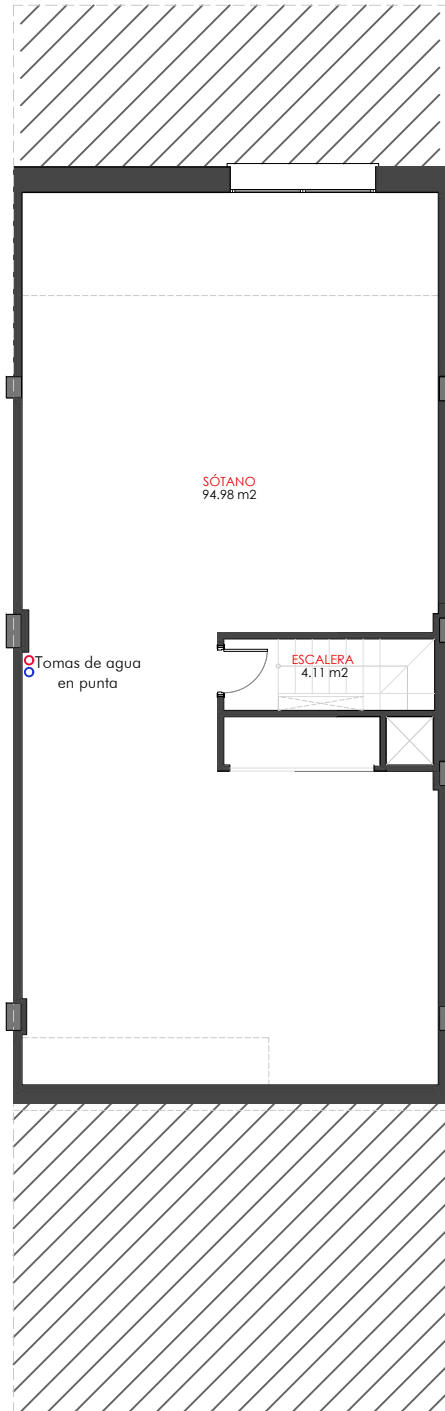 SÓTANO
94.98 m2
Tomas de agua
en punta
ESCALERA
4.11 m2